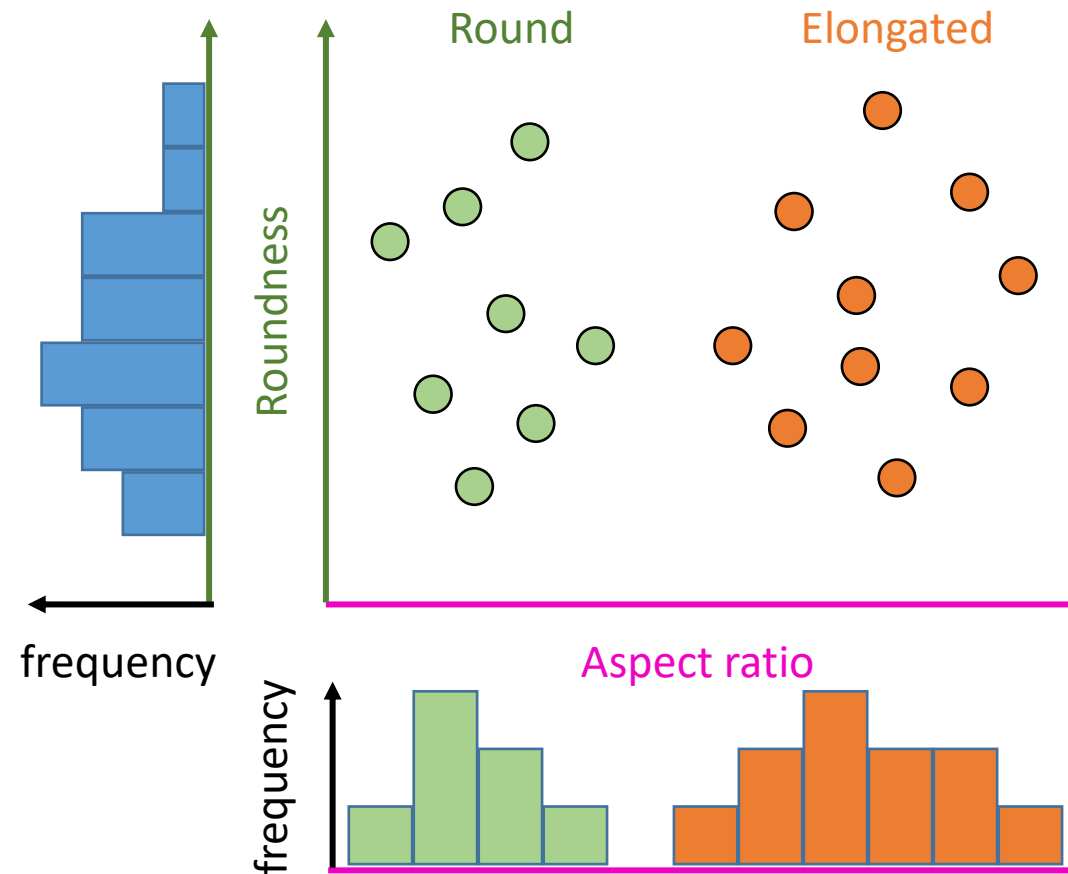 Round
Elongated
Roundness
frequency
Aspect ratio
frequency